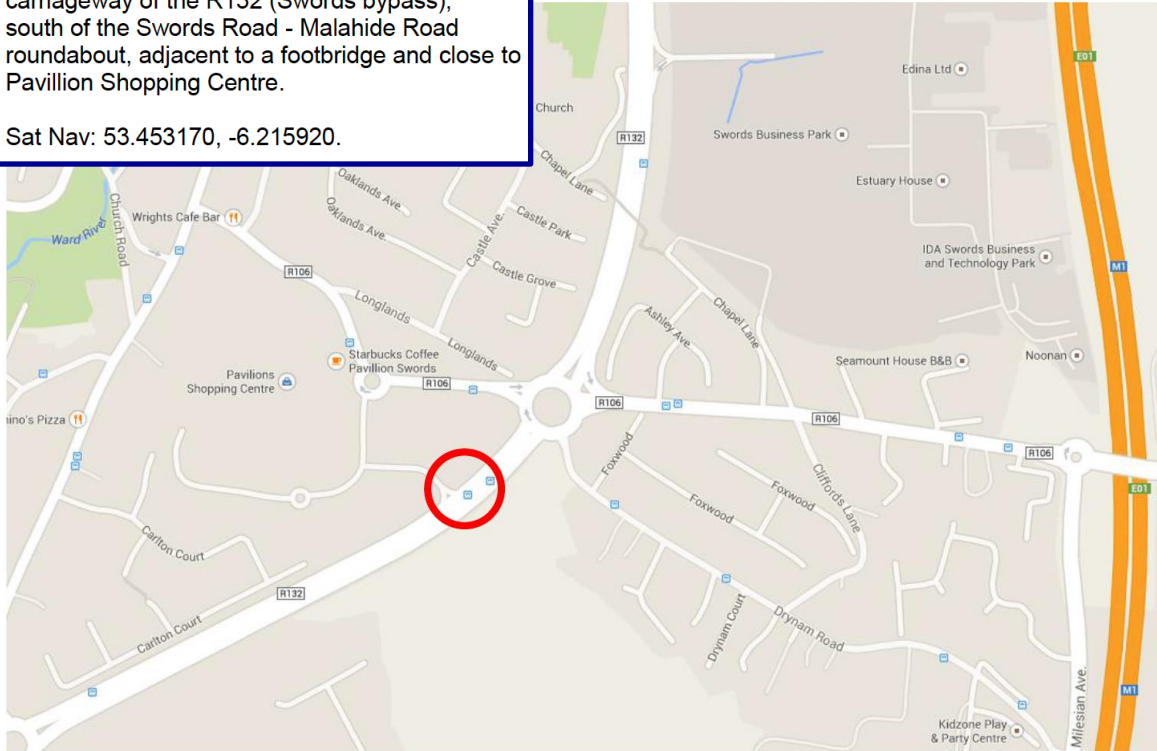 carriageway of the R132 (Swords bypass),
south of the Swords Road - Malahide Road
roundabout, adjacent to a footbridge and close to
Pavillion Shopping Centre.
Sat Nav: 53.453170, -6.215920.
E01
Edina Ltd
Church
R132
Swords Business Park
Chapel Lane
Estuary House
Oaklands Ave.
Oaklands Ave.
Church Road
Wrights Cafe Bar
Castle Ave.
Castle Park
Ward River
IDA Swords Business
and Technology Park
M1
R106
Castle Grove
Longlands
Chapel Lane
Ashley Ave.
Longlands
Starbucks Coffee
Pavillion Swords
Seamount House B&B
Noonan
Pavilions
Shopping Centre
R106
R106
R106
ino's Pizza
R106
Foxwood
E01
Foxwood
Foxwood
Cliffords Lane
Carlton Court
R132
Carlton Court
Drynam Court
Drynam Road
M1
Milesian Ave.
Kidzone Play
& Party Centre